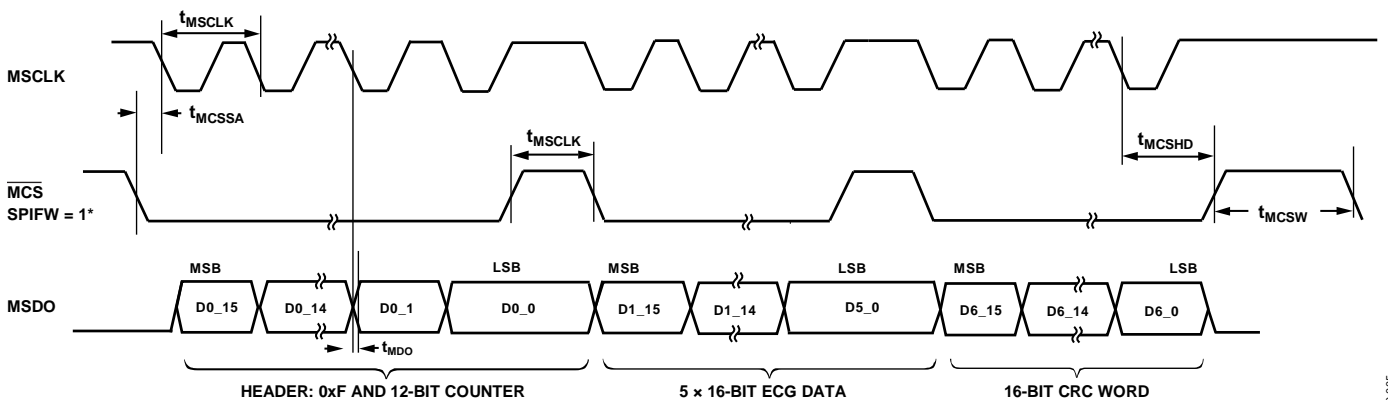 tMSCLK
MSCLK
tMCSSA
tMSCLK
tMCSHD
MCS
SPIFW = 1*
tMCSW
MSB LSB MSB LSB MSB LSB
MSDO
D0_15 D0_14 D0_1 D0_0 D1_15 D1_14 D5_0 D6_15 D6_14 D6_0
tMDO
HEADER: 0xF AND 12-BIT COUNTER 5 × 16-BIT ECG DATA 16-BIT CRC WORD